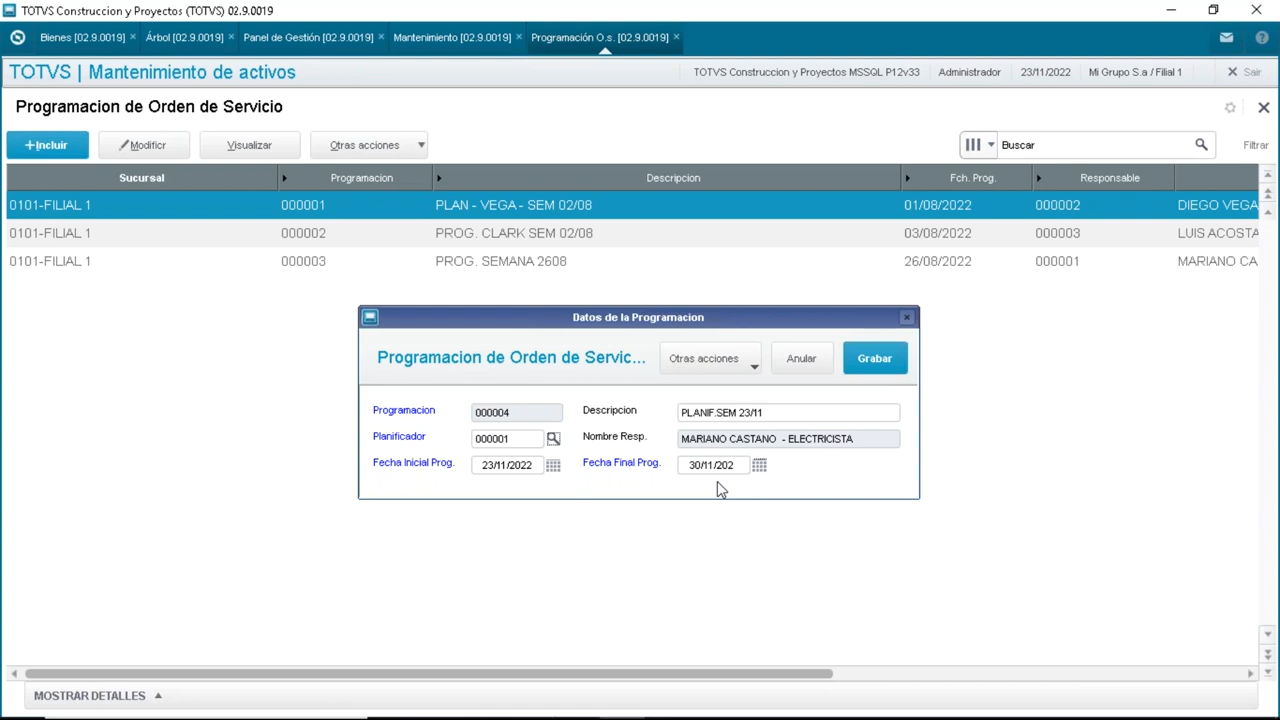 TOTVS Construccion y Proyectos (TOTVS) 02.9.0019
Bienes [02.9.0019] × Árbol [02.9.0019] × Panel de Gestión [02.9.0019] × Mantenimiento [02.9.0019] × Programación O.s. [02.9.0019] ×
TOTVS | Mantenimiento de activos TOTVS Construccion y Proyectos MSSQL P12v33 Administrador 23/11/2022 Mi Grupo S.a / Filial 1 Sair
Programacion de Orden de Servicio
+Incluir Modificr Visualizar Otras acciones Buscar Filtrar
Sucursal Programacion Descripcion Fch. Prog. Responsable
0101-FILIAL 1 000001 PLAN - VEGA - SEM 02/08 01/08/2022 000002 DIEGO VEGA
0101-FILIAL 1 000002 PROG. CLARK SEM 02/08 03/08/2022 000003 LUIS ACOSTA
0101-FILIAL 1 000003 PROG. SEMANA 2608 26/08/2022 000001 MARIANO CA
Datos de la Programacion
Programacion de Orden de Servic... Otras acciones Anular Grabar
Programacion 000004 Descripcion PLANIF.SEM 23/11
Planificador 000001 Nombre Resp. MARIANO CASTANO - ELECTRICISTA
Fecha Inicial Prog. 23/11/2022 Fecha Final Prog. 30/11/202
MOSTRAR DETALLES